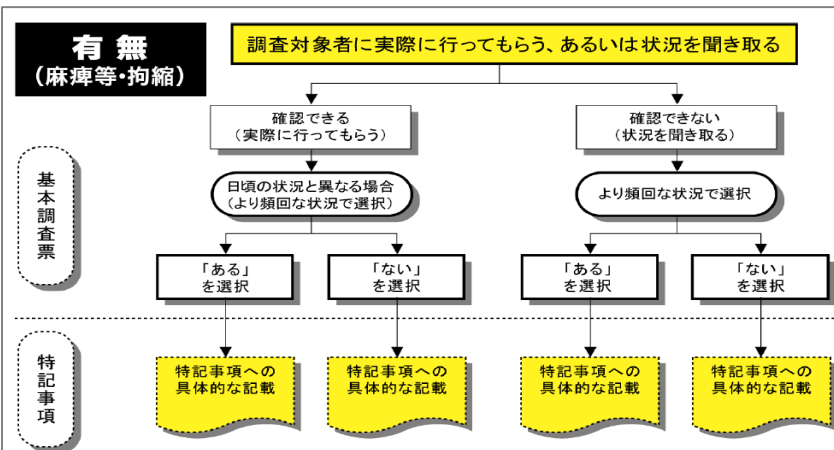 有無
(麻痺等・拘縮)
調査対象者に実際に行ってもらう、あるいは状況を聞き取る
確認できる
(実際に行ってもらう)
確認できない
(状況を聞き取る)
基本調査票
日頃の状況と異なる場合
(より頻回な状況で選択)
より頻回な状況で選択
「ある」
を選択
「ない」
を選択
「ある」
を選択
「ない」
を選択
特記事項
特記事項への
具体的な記載
特記事項への
具体的な記載
特記事項への
具体的な記載
特記事項への
具体的な記載